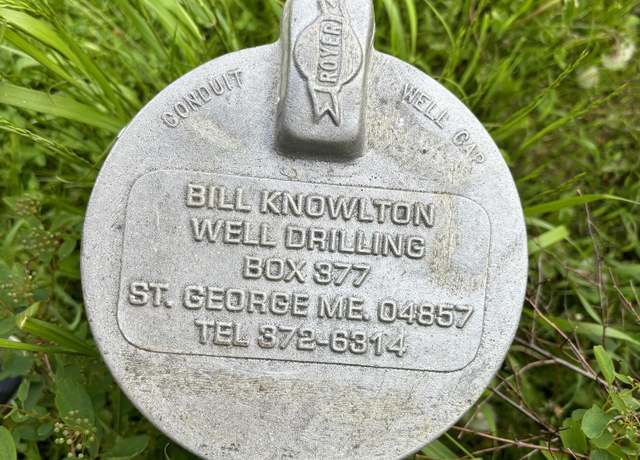 ROYER
CONDUIT
WELL CAP
BILL KNOWLTON
WELL DRILLING
BOX 377
ST. GEORGE ME. 04857
TEL 372-6314